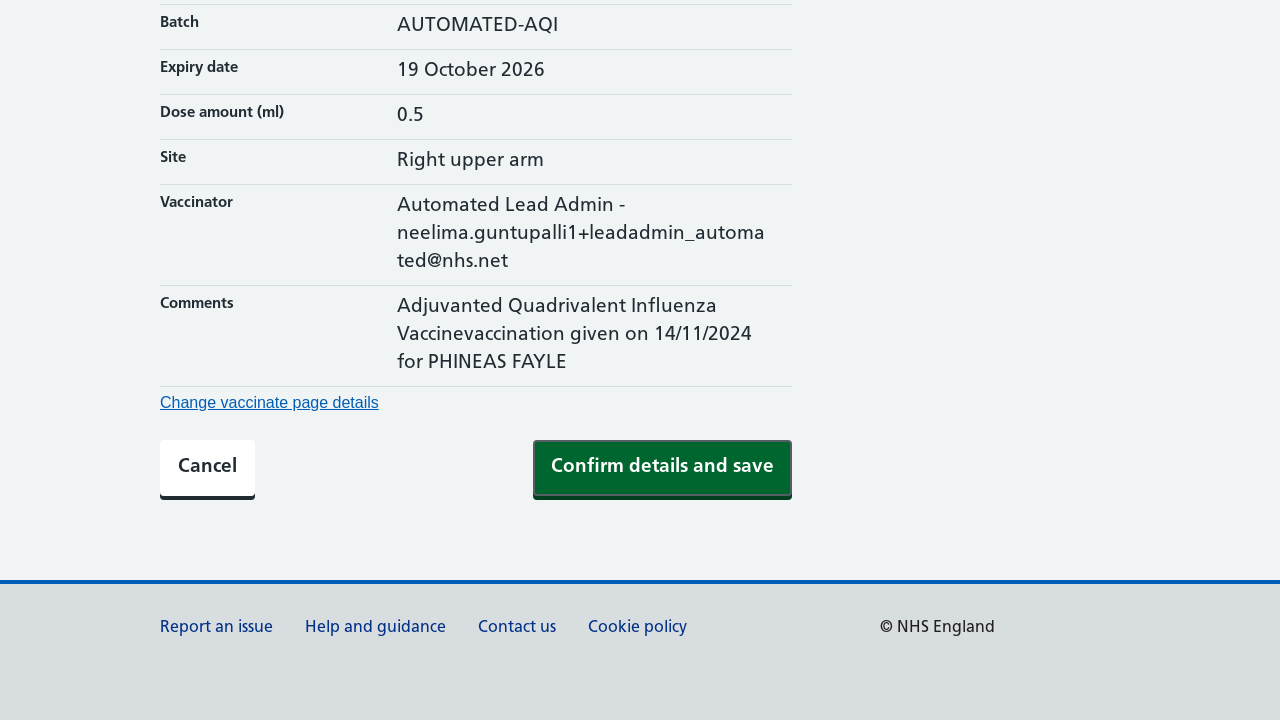 Batch
AUTOMATED-AQI
Expiry date
19 October 2026
Dose amount (ml)
0.5
Site
Right upper arm
Vaccinator
Automated Lead Admin -
neelima.guntupalli1+leadadmin_automa
ted@nhs.net
Comments
Adjuvanted Quadrivalent Influenza
Vaccinevaccination given on 14/11/2024
for PHINEAS FAYLE
Change vaccinate page details
Cancel
Confirm details and save
Report an issue
Help and guidance
Contact us
Cookie policy
© NHS England